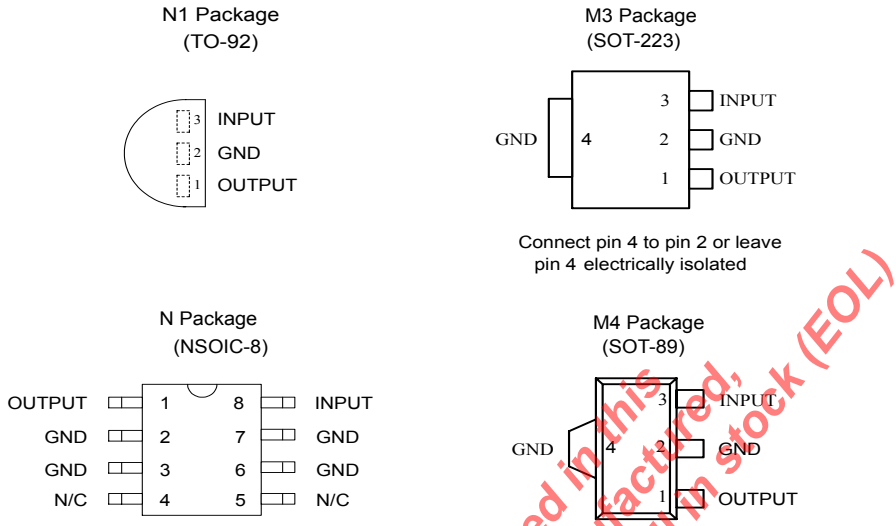 N1 Package
(TO-92)
3 INPUT
2 GND
1 OUTPUT
M3 Package
(SOT-223)
3 INPUT
GND 4 2 GND
1 OUTPUT
Connect pin 4 to pin 2 or leave
pin 4 electrically isolated
N Package
(NSOIC-8)
OUTPUT 1 8 INPUT
GND 2 7 GND
GND 3 6 GND
N/C 4 5 N/C
M4 Package
(SOT-89)
3 INPUT
GND 4 2 GND
1 OUTPUT
in this
in stock (EOL)